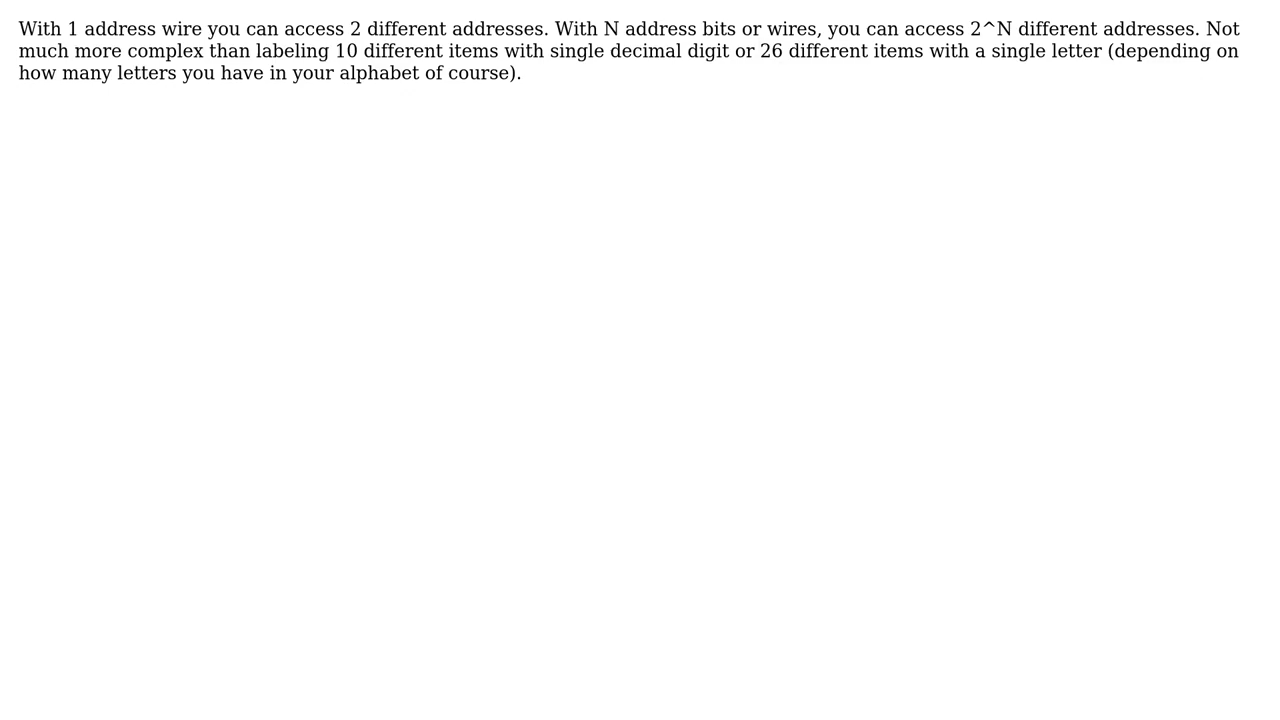 With 1 address wire you can access 2 different addresses. With N address bits or wires, you can access 2^N different addresses. Not
much more complex than labeling 10 different items with single decimal digit or 26 different items with a single letter (depending on
how many letters you have in your alphabet of course).